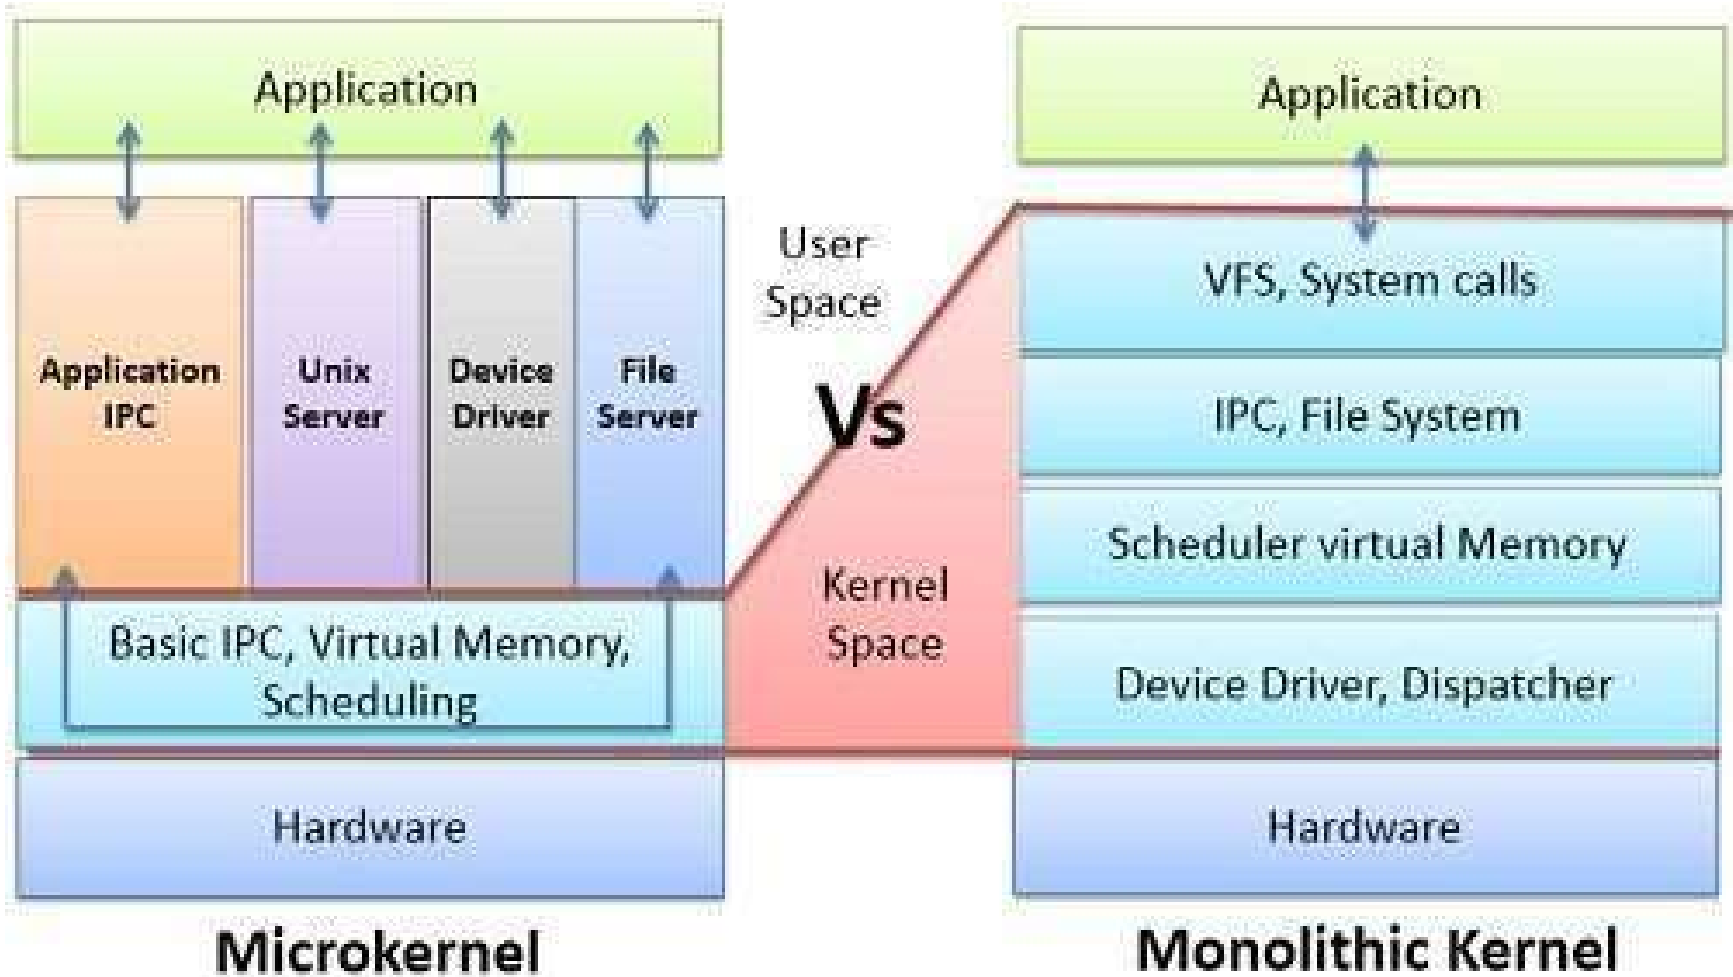 Application
Application
IPC
Unix
Server
Device
Driver
File
Server
Basic IPC, Virtual Memory,
Scheduling
Hardware
Microkernel
User
Space
Vs
Kernel
Space
Application
VFS, System calls
IPC, File System
Scheduler virtual Memory
Device Driver, Dispatcher
Hardware
Monolithic Kernel